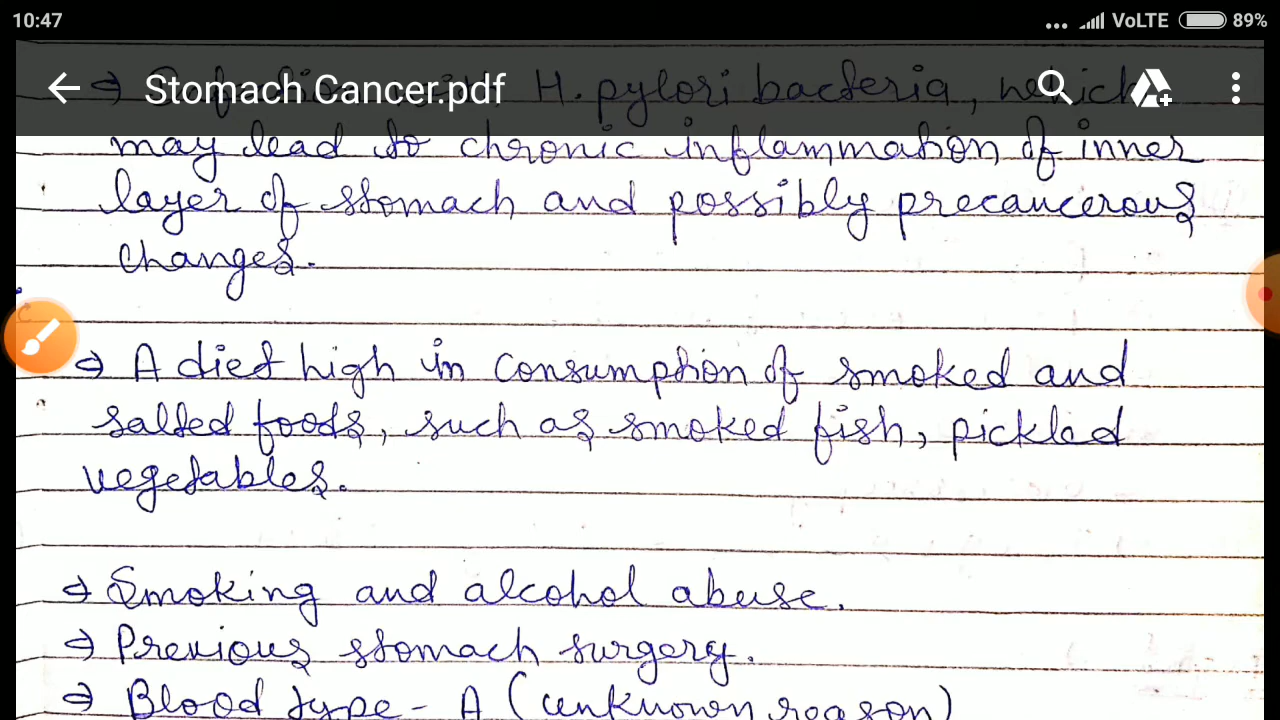 10:47 ... VoLTE 89%
Stomach Cancer.pdf
⇒ H. pylori bacteria, which
may lead to chronic inflammation of inner
layer of stomach and possibly precancerous
changes.
⇒ A diet high in consumption of smoked and
salted foods, such as smoked fish, pickled
vegetables.
⇒ Smoking and alcohol abuse.
⇒ Previous stomach surgery.
⇒ Blood type - A (unknown reason)